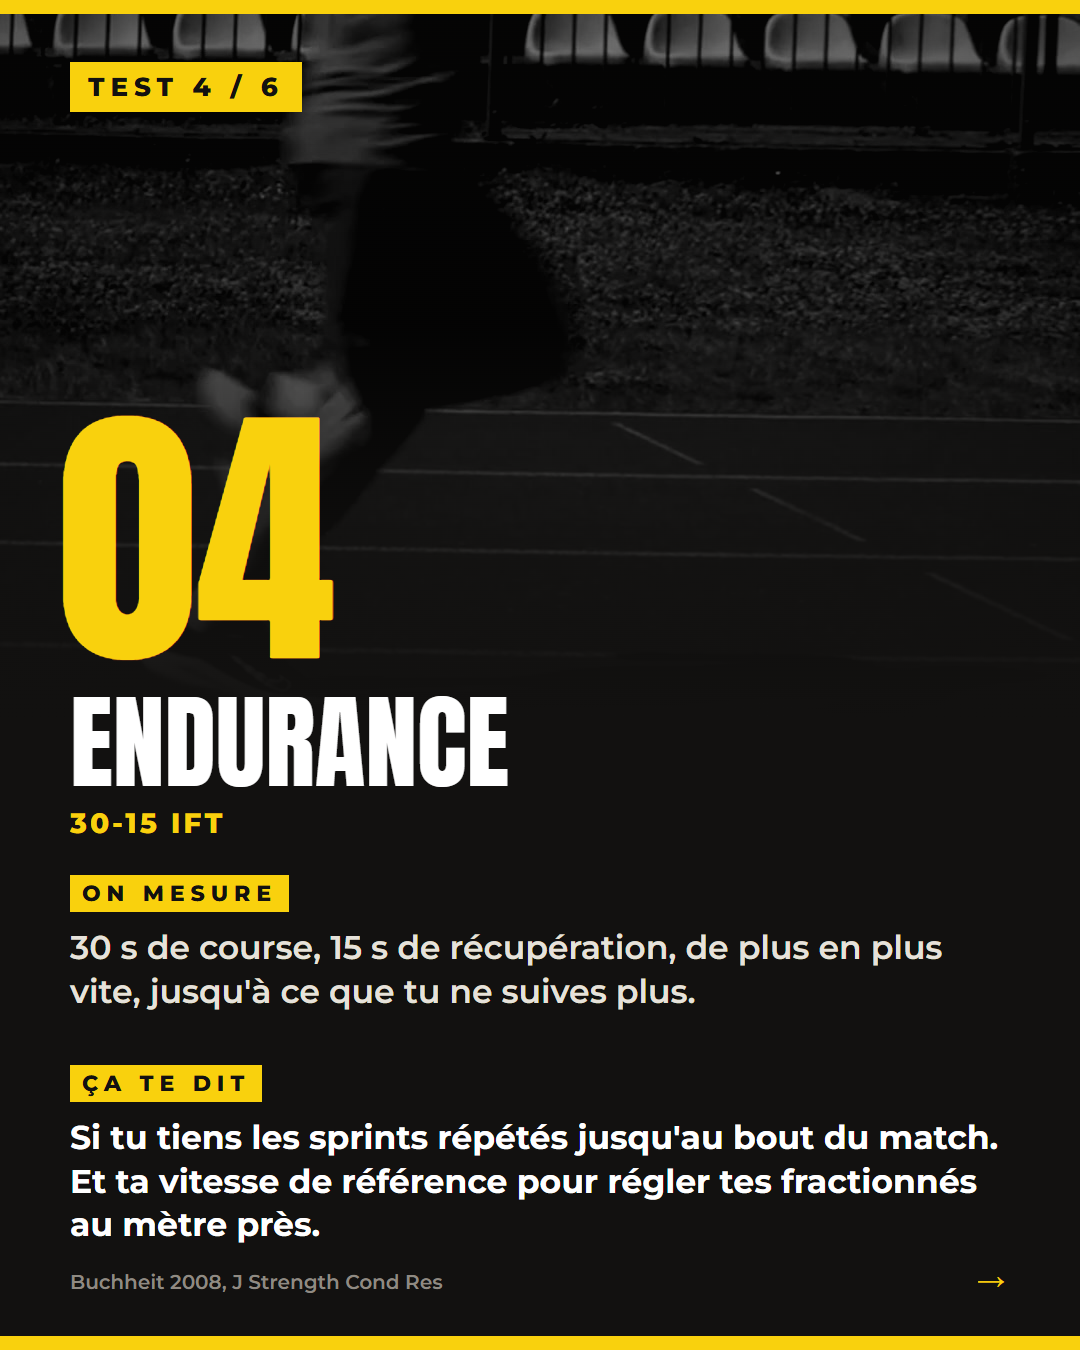 TEST 4 / 6
04
ENDURANCE
30-15 IFT
ON MESURE
30 s de course, 15 s de récupération, de plus en plus
vite, jusqu'à ce que tu ne suives plus.
ÇA TE DIT
Si tu tiens les sprints répétés jusqu'au bout du match.
Et ta vitesse de référence pour régler tes fractionnés
au mètre près.
Buchheit 2008, J Strength Cond Res →